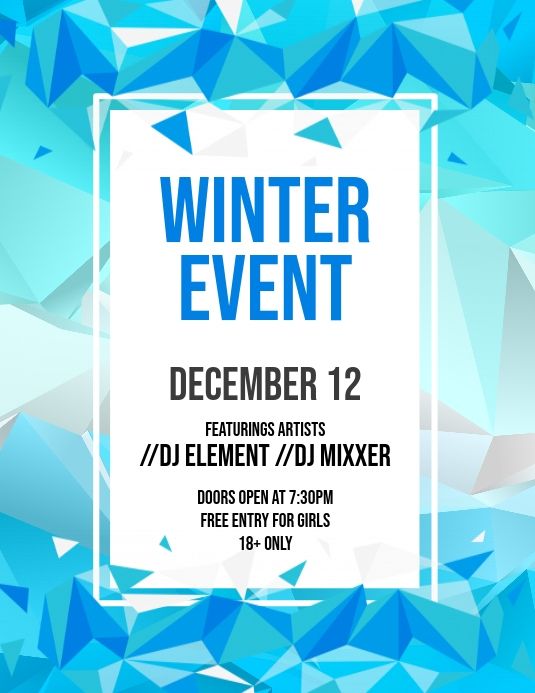 WINTER
EVENT
DECEMBER 12
FEATURINGS ARTISTS
//DJ ELEMENT //DJ MIXXER
DOORS OPEN AT 7:30PM
FREE ENTRY FOR GIRLS
18+ ONLY